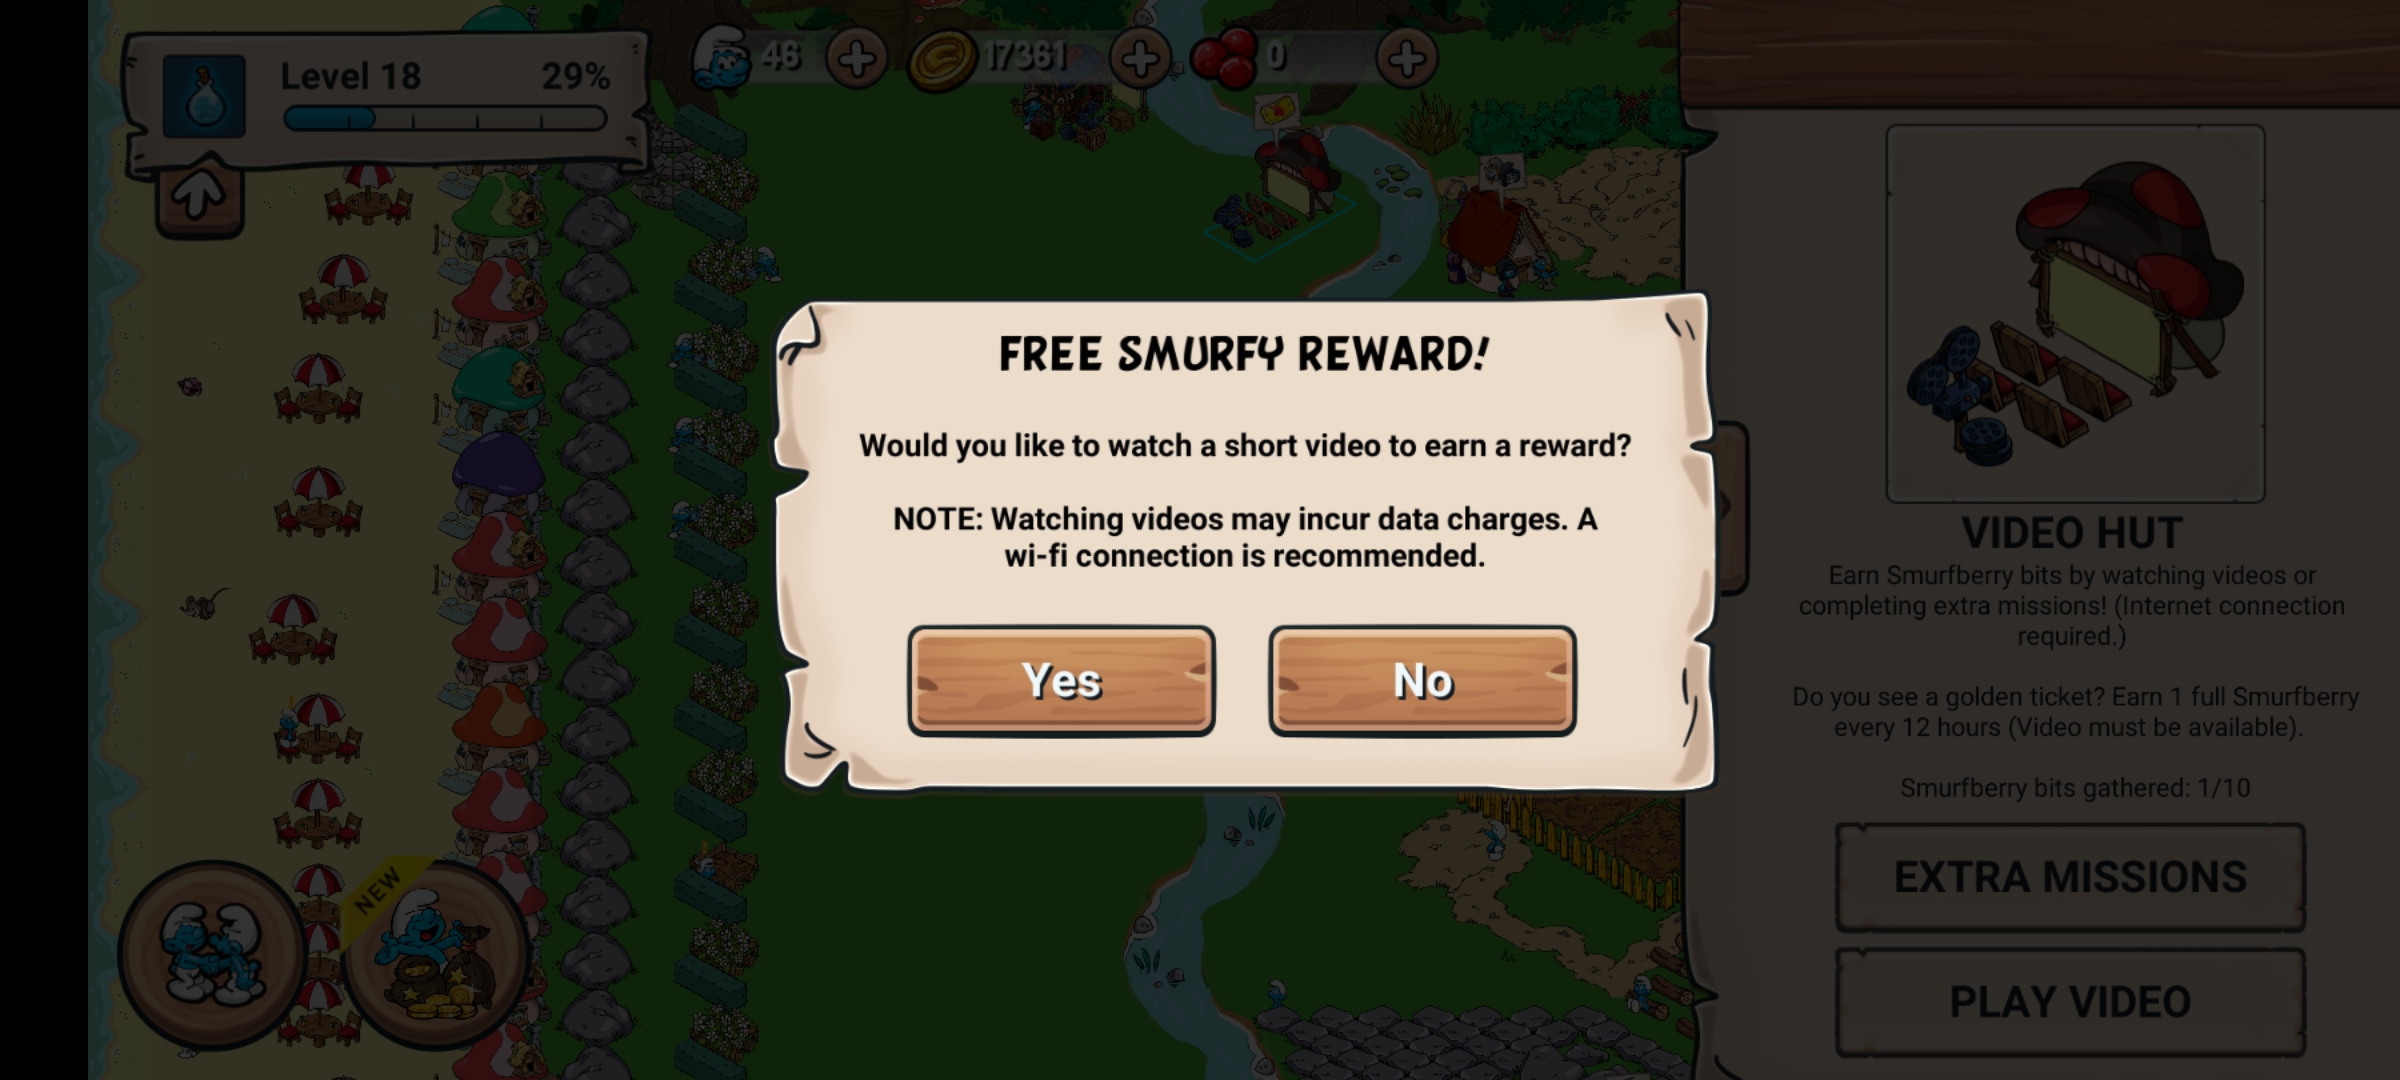 Level 18 29%
46
17361
0
FREE SMURFY REWARD!
Would you like to watch a short video to earn a reward?
NOTE: Watching videos may incur data charges. A
wi-fi connection is recommended.
Yes
No
NEW
VIDEO HUT
Earn Smurfberry bits by watching videos or
completing extra missions! (Internet connection
required.)
Do you see a golden ticket? Earn 1 full Smurfberry
every 12 hours (Video must be available).
Smurfberry bits gathered: 1/10
EXTRA MISSIONS
PLAY VIDEO